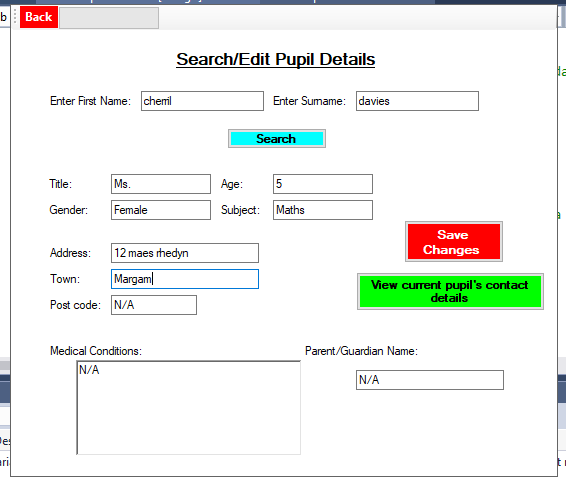 b
Back
Search/Edit Pupil Details
Enter First Name: cherril Enter Surname: davies
Search
Title: Ms. Age: 5
Gender: Female Subject: Maths
Save
Changes
Address: 12 maes rhedyn
Town: Margam
View current pupil's contact
details
Post code: N/A
Medical Conditions: Parent/Guardian Name:
N/A
N/A